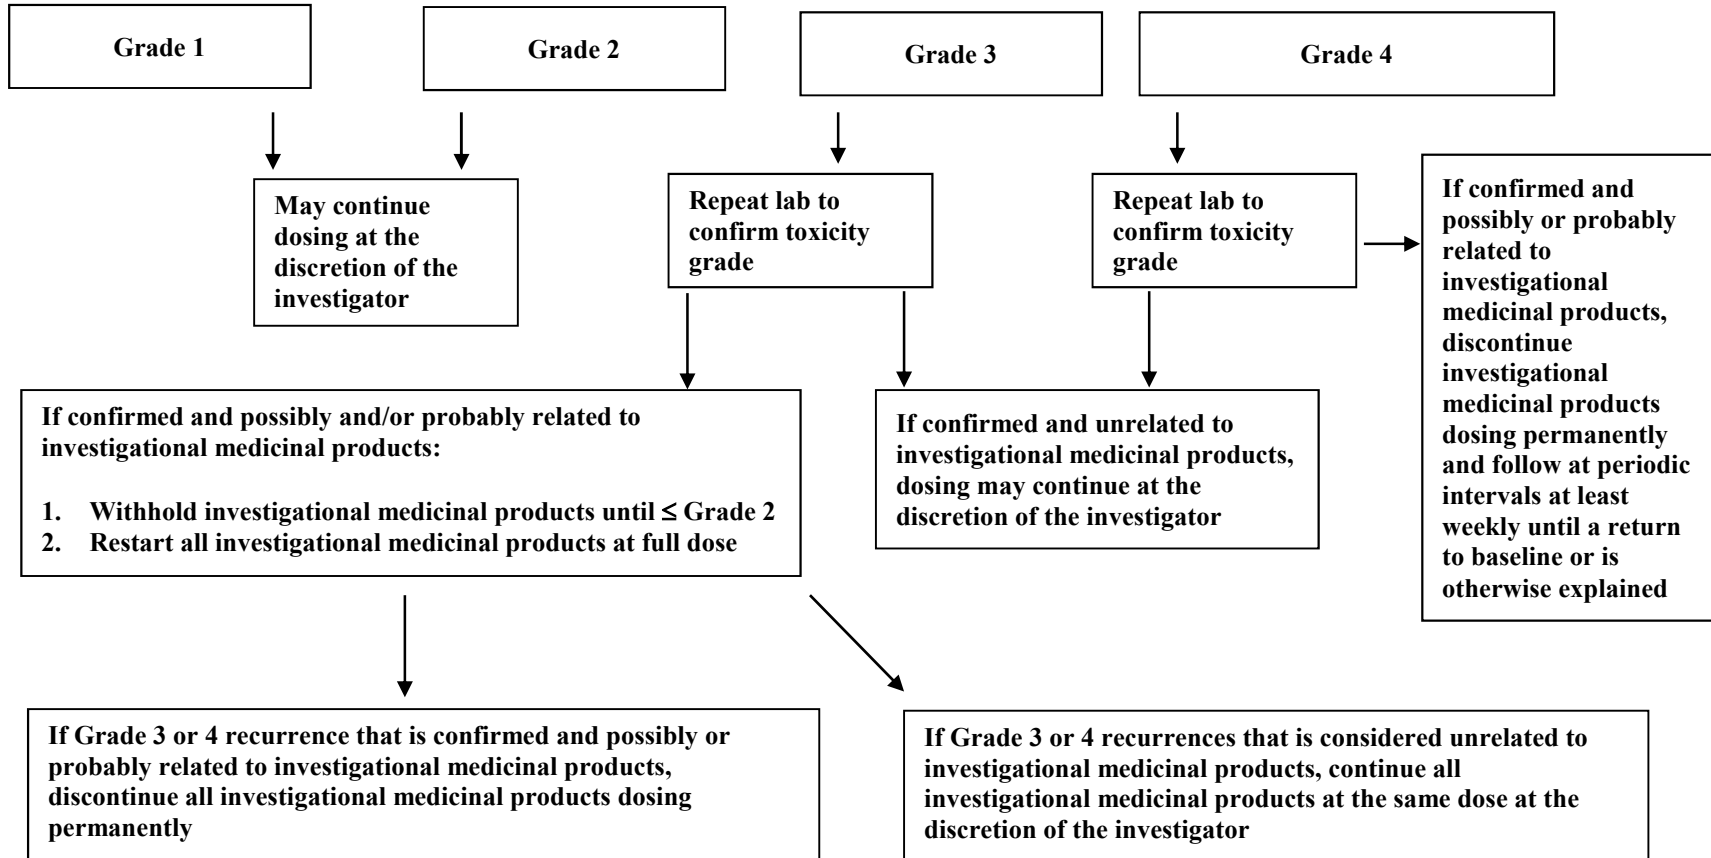 Grade 1
Grade 2
Grade 3
Grade 4
May continue
dosing at the
discretion of the
investigator
Repeat lab to
confirm toxicity
grade
Repeat lab to
confirm toxicity
grade
If confirmed and
possibly or probably
related to
investigational
medicinal products,
discontinue
investigational
medicinal products
dosing permanently
and follow at periodic
intervals at least
weekly until a return
to baseline or is
otherwise explained
If confirmed and possibly and/or probably related to
investigational medicinal products:
1. Withhold investigational medicinal products until ≤ Grade 2
2. Restart all investigational medicinal products at full dose
If confirmed and unrelated to
investigational medicinal products,
dosing may continue at the
discretion of the investigator
If Grade 3 or 4 recurrence that is confirmed and possibly or
probably related to investigational medicinal products,
discontinue all investigational medicinal products dosing
permanently
If Grade 3 or 4 recurrences that is considered unrelated to
investigational medicinal products, continue all
investigational medicinal products at the same dose at the
discretion of the investigator